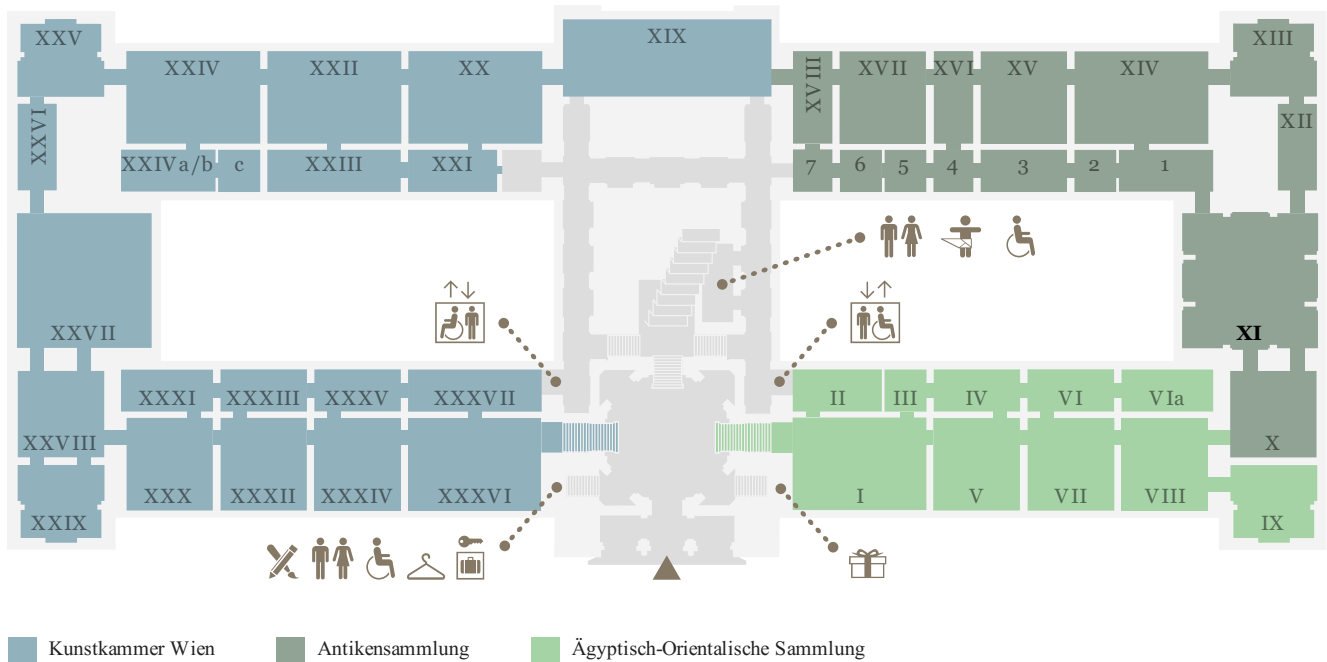 XXV XXIV XXII XX XIX XVIII XVII XVI XV XIV XIII
XXVI XII
XXIVa/b c XXIII XXI 7 6 5 4 3 2 1
XXVII XI
XXXI XXXIII XXXV XXXVII II III IV VI VIa
XXVIII X
XXX XXXII XXXIV XXXVI I V VII VIII
XXIX IX
Kunstkammer Wien Antikensammlung Ägyptisch-Orientalische Sammlung